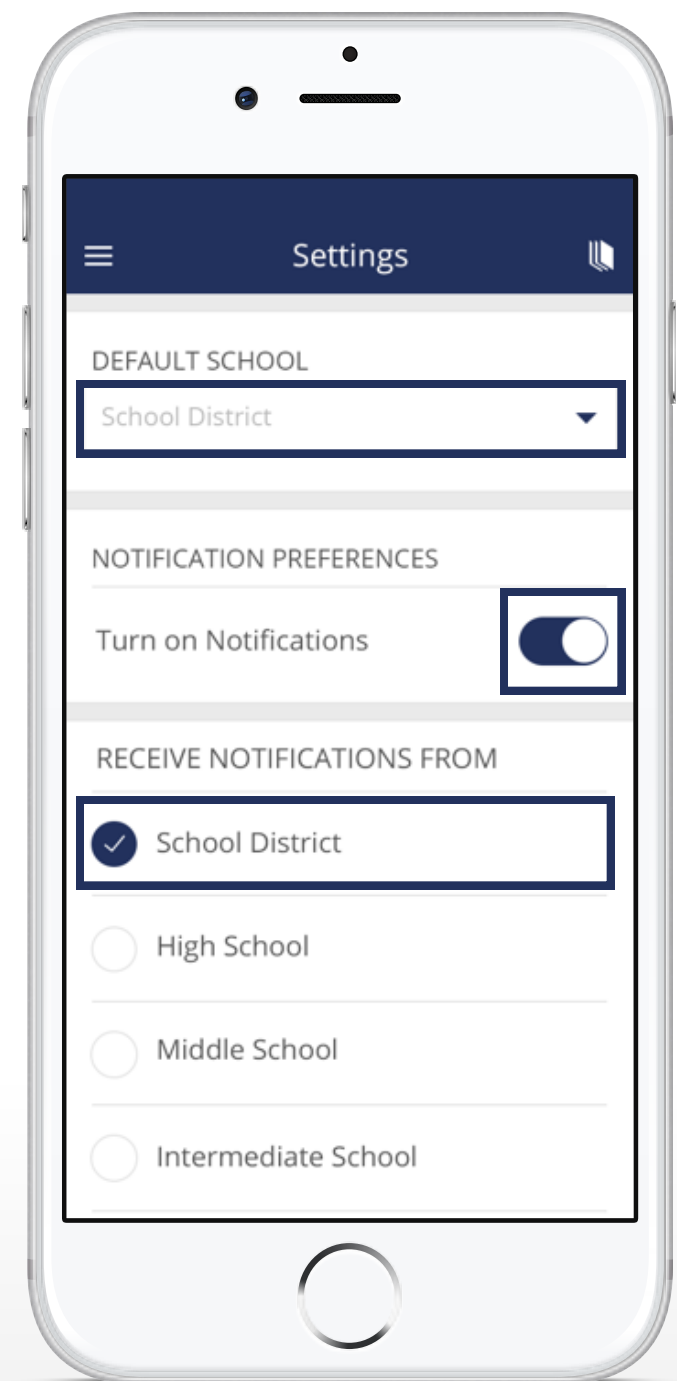 Settings
DEFAULT SCHOOL
School District
NOTIFICATION PREFERENCES
Turn on Notifications
RECEIVE NOTIFICATIONS FROM
School District
High School
Middle School
Intermediate School